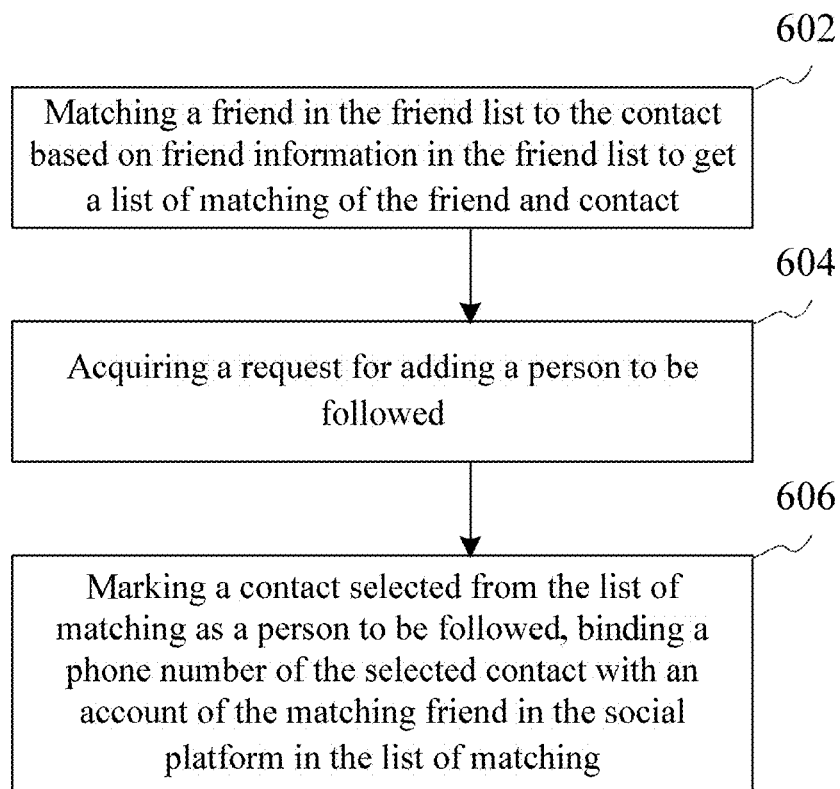 602
Matching a friend in the friend list to the contact
based on friend information in the friend list to get
a list of matching of the friend and contact
604
Acquiring a request for adding a person to be
followed
606
Marking a contact selected from the list of
matching as a person to be followed, binding a
phone number of the selected contact with an
account of the matching friend in the social
platform in the list of matching